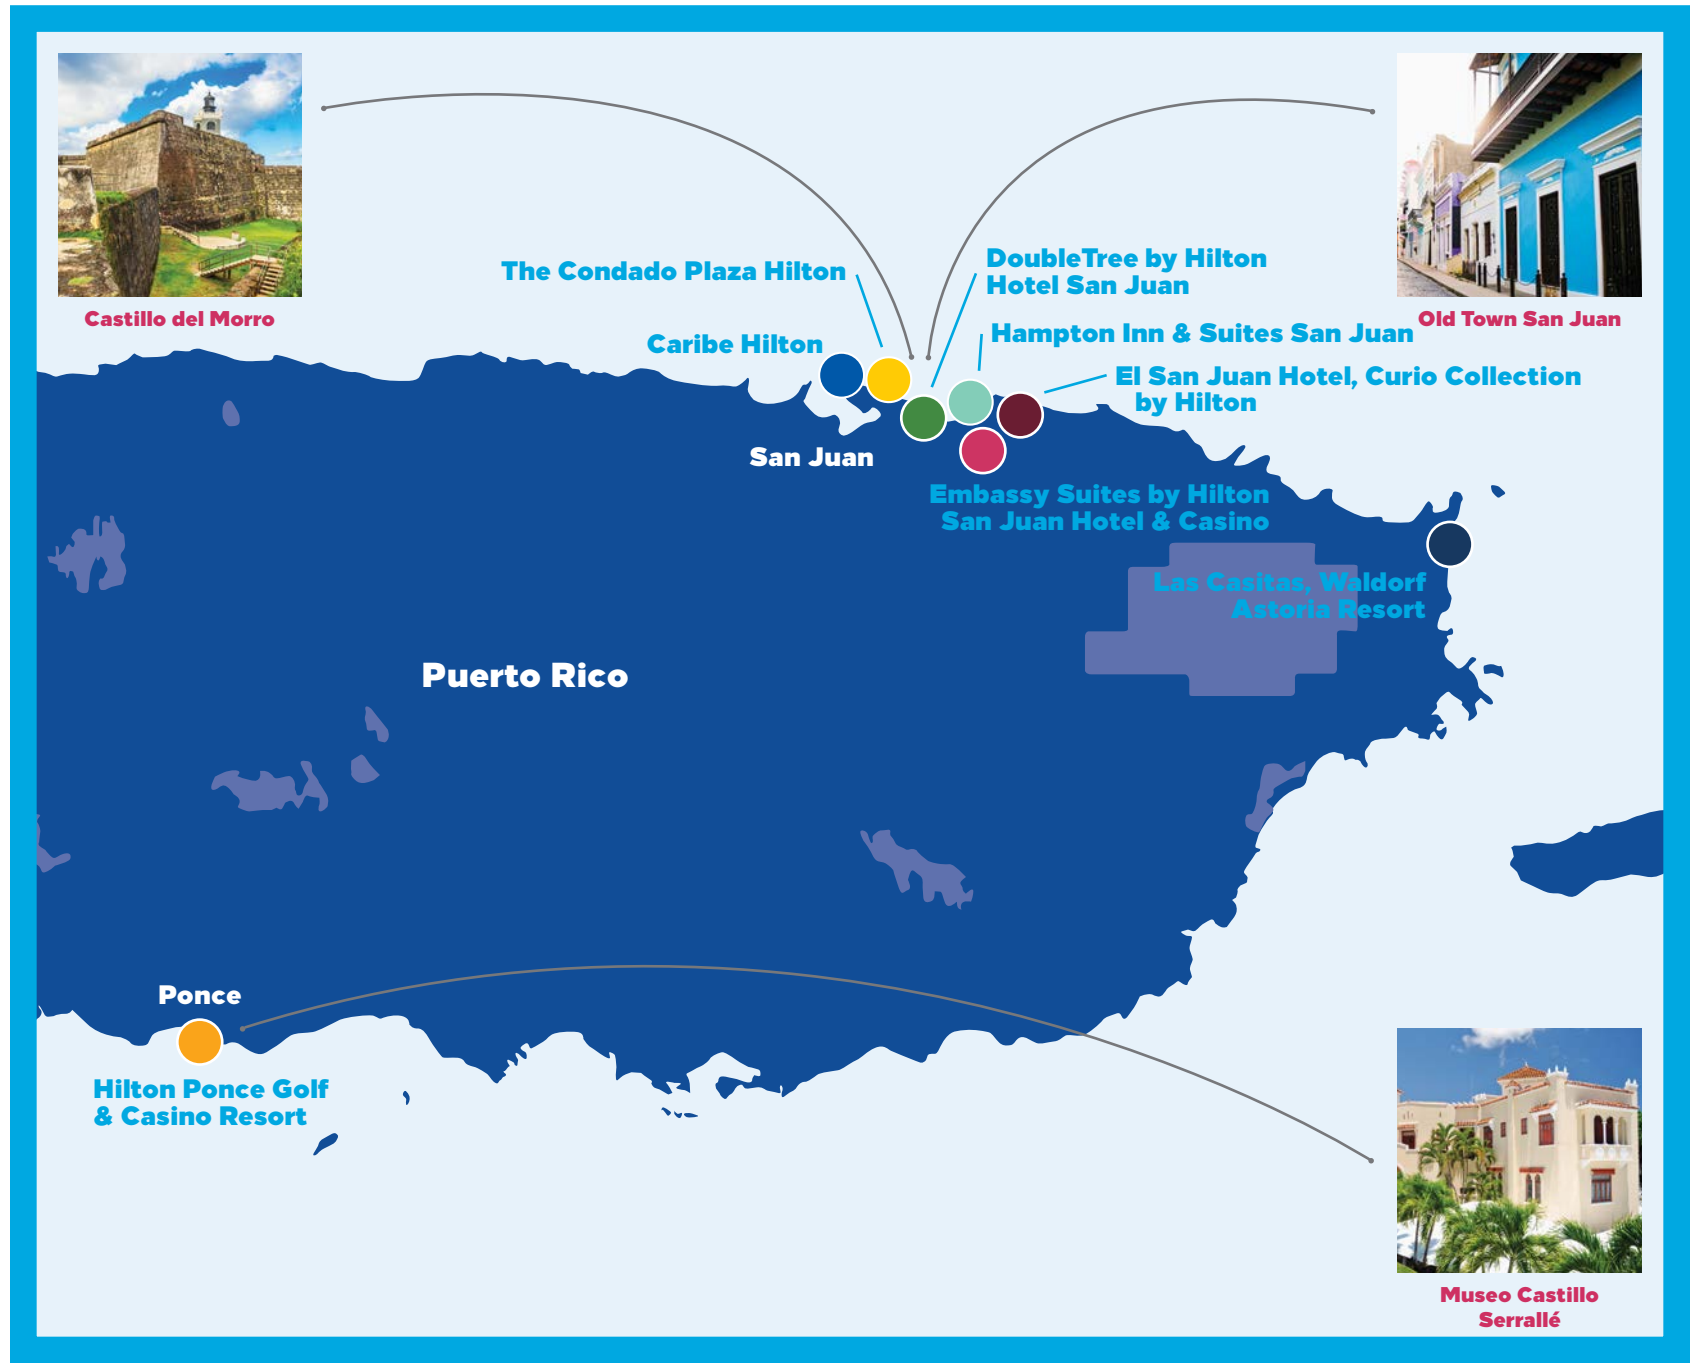 Castillo del Morro
Old Town San Juan
The Condado Plaza Hilton
DoubleTree by Hilton
Hotel San Juan
Caribe Hilton
Hampton Inn & Suites San Juan
El San Juan Hotel, Curio Collection
by Hilton
San Juan
Embassy Suites by Hilton
San Juan Hotel & Casino
Las Casitas, Waldorf
Astoria Resort
Puerto Rico
Ponce
Hilton Ponce Golf
& Casino Resort
Museo Castillo
Serrallé